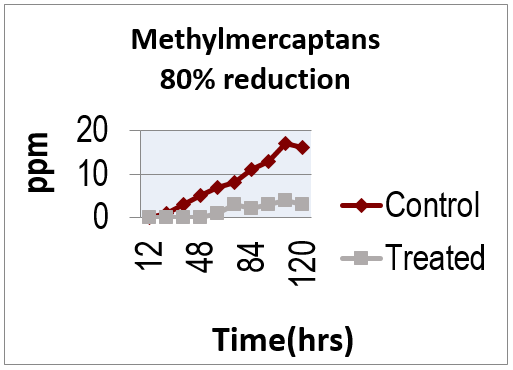 Methylmercaptans
80% reduction
20
10
0
ppm
12
48
84
120
Time(hrs)
Control
Treated